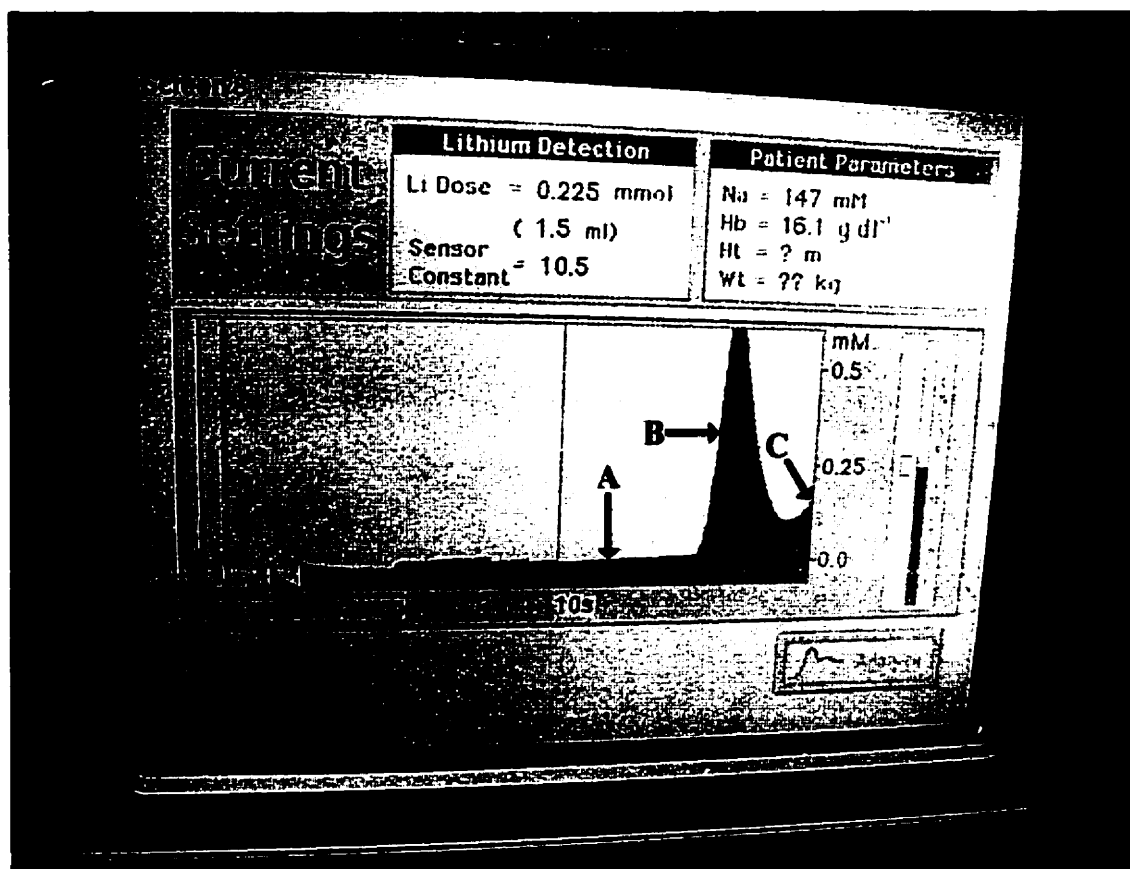 Current
Settings
Lithium Detection
Li Dose = 0.225 mmol
( 1.5 ml)
Sensor
Constant = 10.5
Patient Parameters
Na = 147 mM
Hb = 16.1 g dl⁻¹
Ht = ? m
Wt = ?? kg
mM
0.5
B
C
A
0.25
0.0
10s